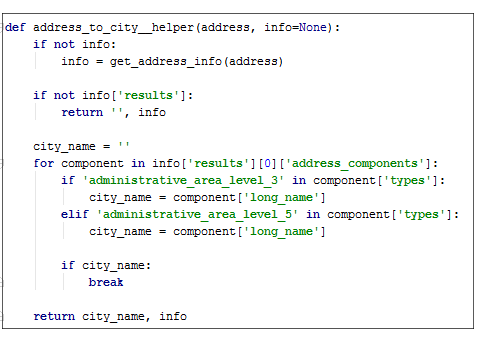 def address_to_city__helper(address, info=None):
    if not info:
        info = get_address_info(address)

    if not info['results']:
        return '', info

    city_name = ''
    for component in info['results'][0]['address_components']:
        if 'administrative_area_level_3' in component['types']:
            city_name = component['long_name']
        elif 'administrative_area_level_5' in component['types']:
            city_name = component['long_name']

        if city_name:
            break

    return city_name, info